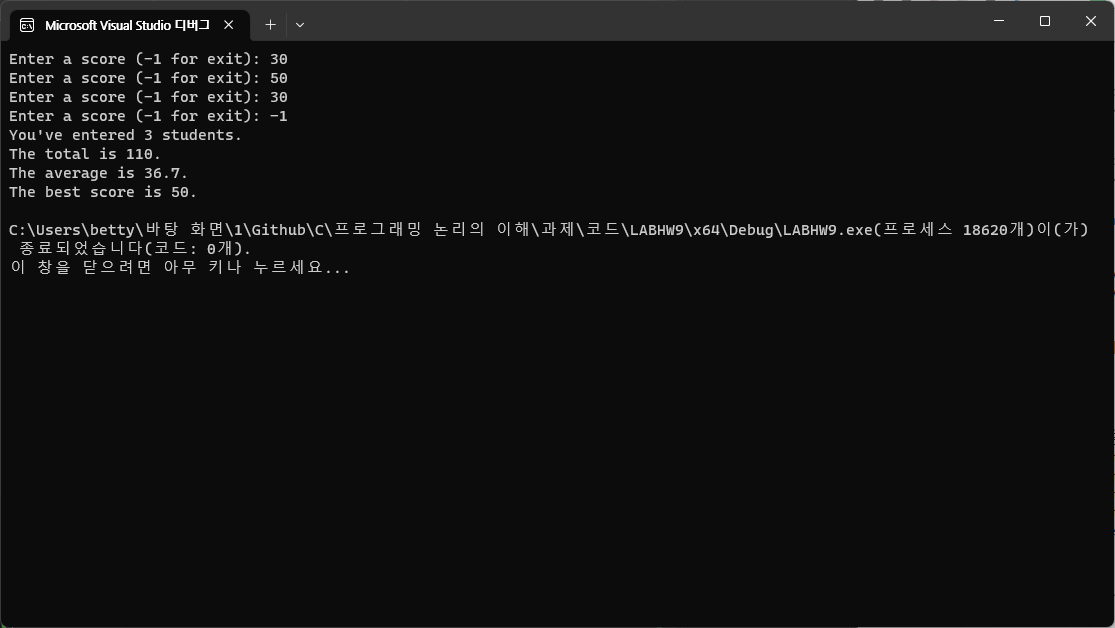 Microsoft Visual Studio 디버그
Enter a score (-1 for exit): 30
Enter a score (-1 for exit): 50
Enter a score (-1 for exit): 30
Enter a score (-1 for exit): -1
You've entered 3 students.
The total is 110.
The average is 36.7.
The best score is 50.
C:\Users\betty\바탕 화면\1\Github\C\프로그래밍 논리의 이해\과제\코드\LABHW9\x64\Debug\LABHW9.exe(프로세스 18620개)이(가)
종료되었습니다(코드: 0개).
이 창을 닫으려면 아무 키나 누르세요...